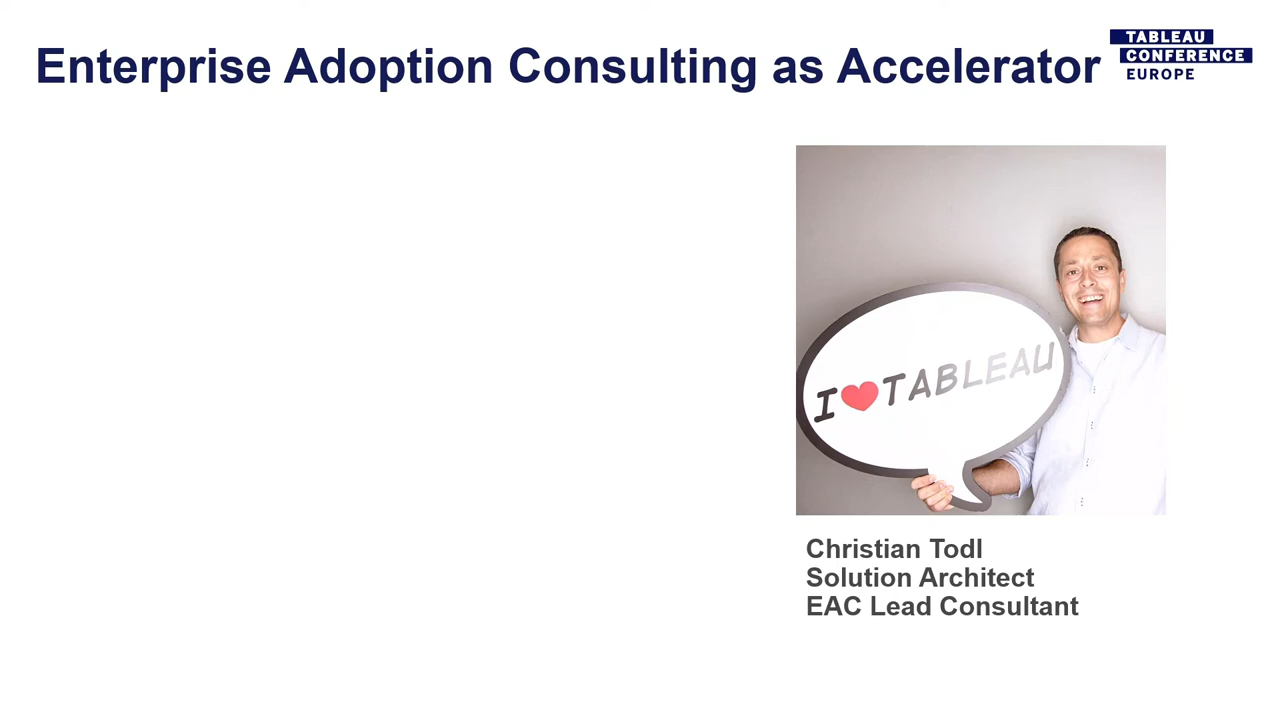 Enterprise Adoption Consulting as Accelerator
TABLEAU
CONFERENCE
EUROPE
I ❤ TABLEAU
Christian Todl
Solution Architect
EAC Lead Consultant